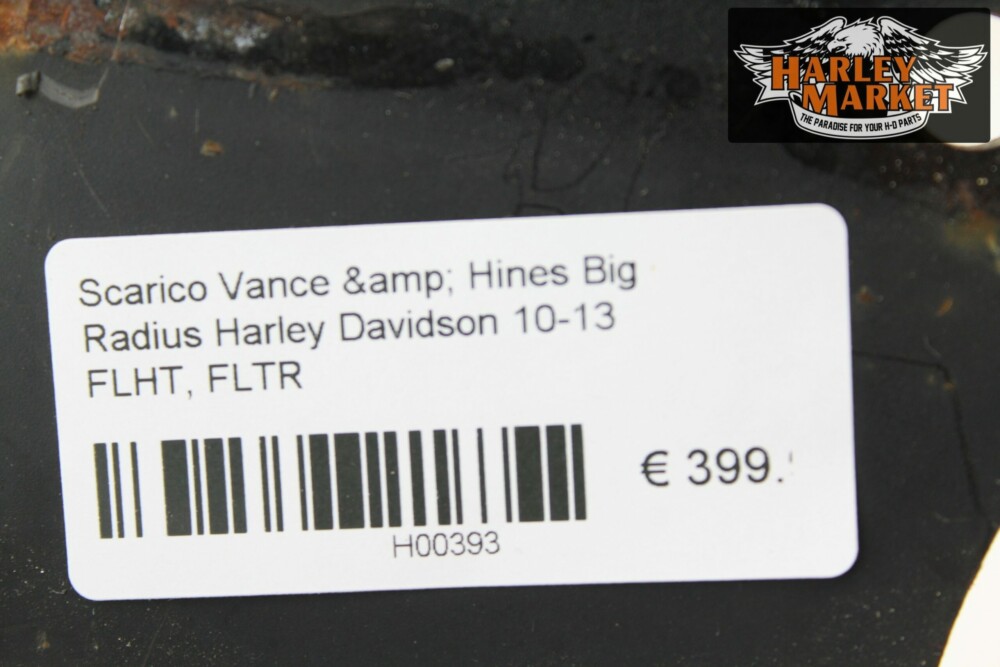 HARLEY
MARKET
THE PARADISE FOR YOUR H-D PARTS
Scarico Vance &amp; Hines Big
Radius Harley Davidson 10-13
FLHT, FLTR
€ 399.
H00393